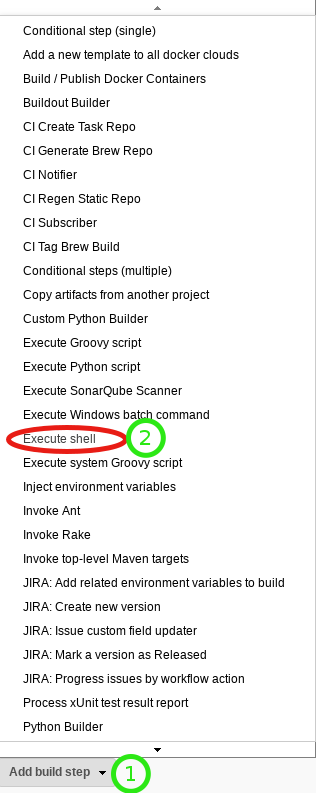 Conditional step (single)
Add a new template to all docker clouds
Build / Publish Docker Containers
Buildout Builder
CI Create Task Repo
CI Generate Brew Repo
CI Notifier
CI Regen Static Repo
CI Subscriber
CI Tag Brew Build
Conditional steps (multiple)
Copy artifacts from another project
Custom Python Builder
Execute Groovy script
Execute Python script
Execute SonarQube Scanner
Execute Windows batch command
Execute shell 2
Execute system Groovy script
Inject environment variables
Invoke Ant
Invoke Rake
Invoke top-level Maven targets
JIRA: Add related environment variables to build
JIRA: Create new version
JIRA: Issue custom field updater
JIRA: Mark a version as Released
JIRA: Progress issues by workflow action
Process xUnit test result report
Python Builder
Add build step 1